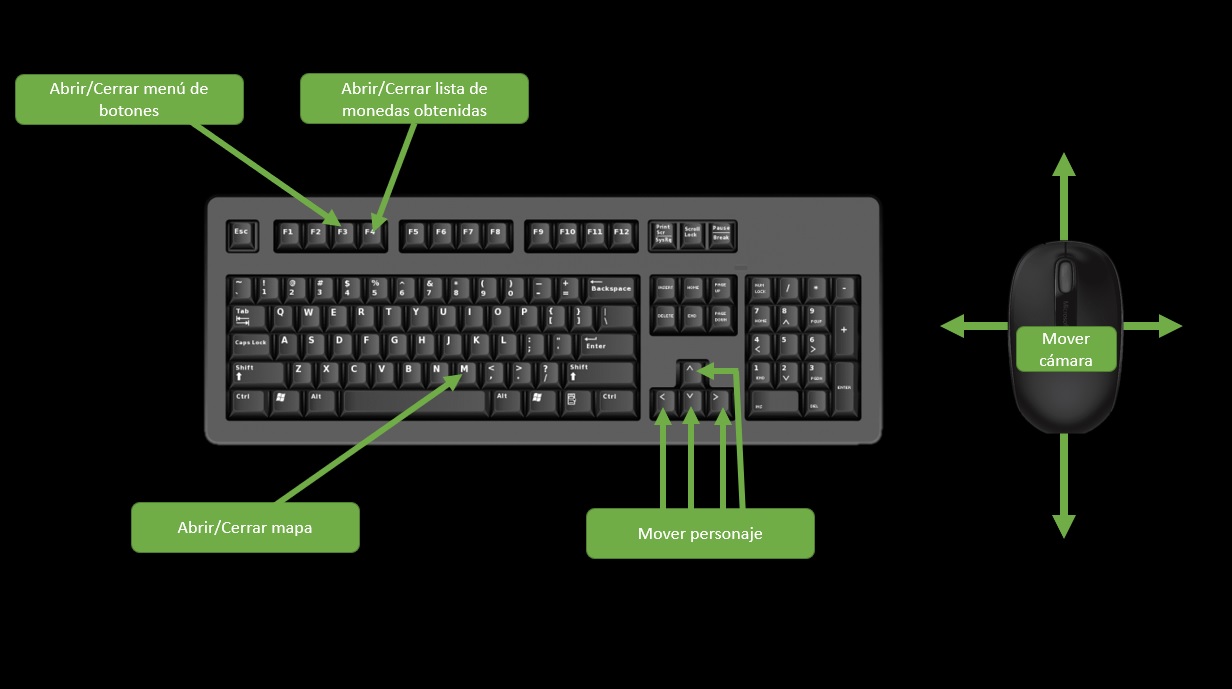 Abrir/Cerrar menú de
botones
Abrir/Cerrar lista de
monedas obtenidas
Esc F1 F2 F3 F4 F5 F6 F7 F8 F9 F10 F11 F12 Print Scr SysRq Scroll Lock Pause Break
~ ` ! 1 @ 2 # 3 $ 4 % 5 ^ 6 & 7 * 8 ( 9 ) 0 - + = Backspace INSERT HOME PAGE UP NUM LOCK / * -
Tab Q W E R T Y U I O P { [ } ] | \ DELETE END PAGE DOWN 7 HOME 8 9 PGUP +
Caps Lock A S D F G H J K L : ; " ' Enter 4 5 6
Shift Z X C V B N M < , > . ? / Shift 1 END 2 3 PGDN ENTER
Ctrl Alt Alt Ctrl INS DEL
Mover
cámara
Abrir/Cerrar mapa
Mover personaje